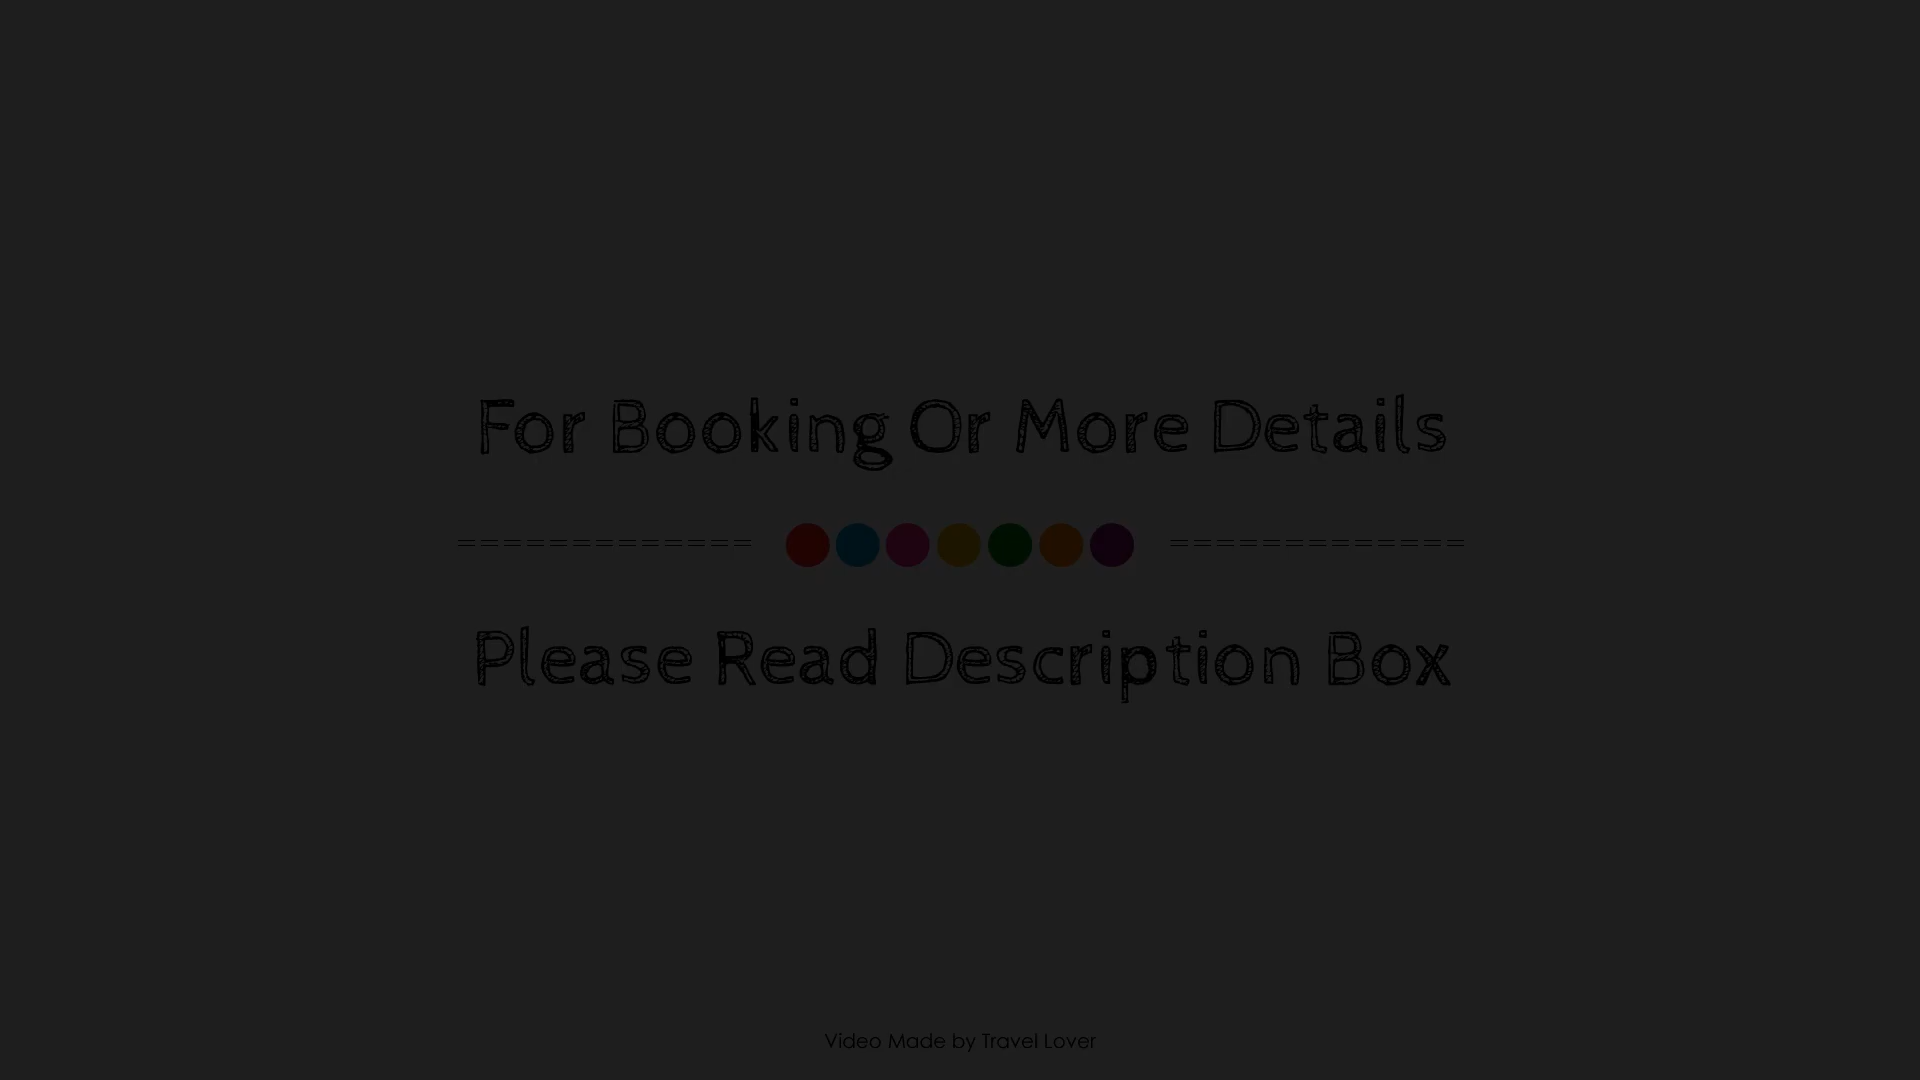 For Booking Or More Details
============= =============
Please Read Description Box
Video Made by Travel Lover